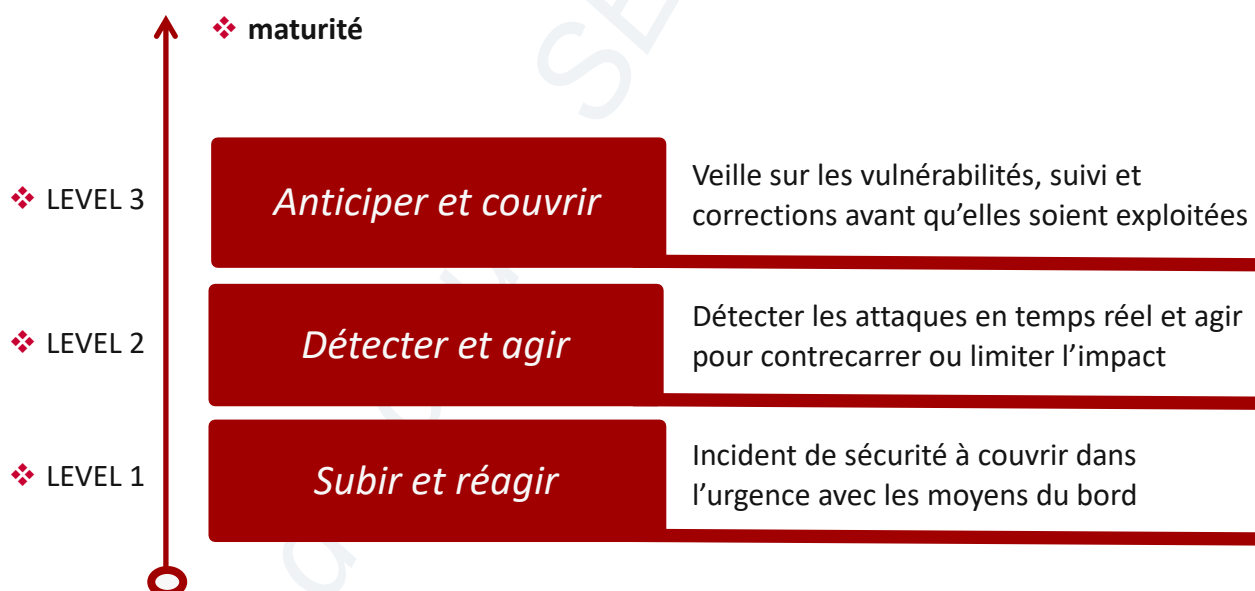 ❖ maturité
❖ LEVEL 3
Anticiper et couvrir
Veille sur les vulnérabilités, suivi et
corrections avant qu’elles soient exploitées
❖ LEVEL 2
Détecter et agir
Détecter les attaques en temps réel et agir
pour contrecarrer ou limiter l’impact
❖ LEVEL 1
Subir et réagir
Incident de sécurité à couvrir dans
l’urgence avec les moyens du bord